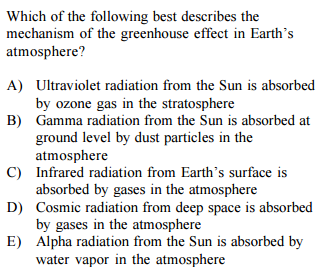 Which of the following best describes the
mechanism of the greenhouse effect in Earth's
atmosphere?
A) Ultraviolet radiation from the Sun is absorbed
by ozone gas in the stratosphere
B) Gamma radiation from the Sun is absorbed at
ground level by dust particles in the
atmosphere
C) Infrared radiation from Earth's surface is
absorbed by gases in the atmosphere
D) Cosmic radiation from deep space is absorbed
by gases in the atmosphere
E) Alpha radiation from the Sun is absorbed by
water vapor in the atmosphere